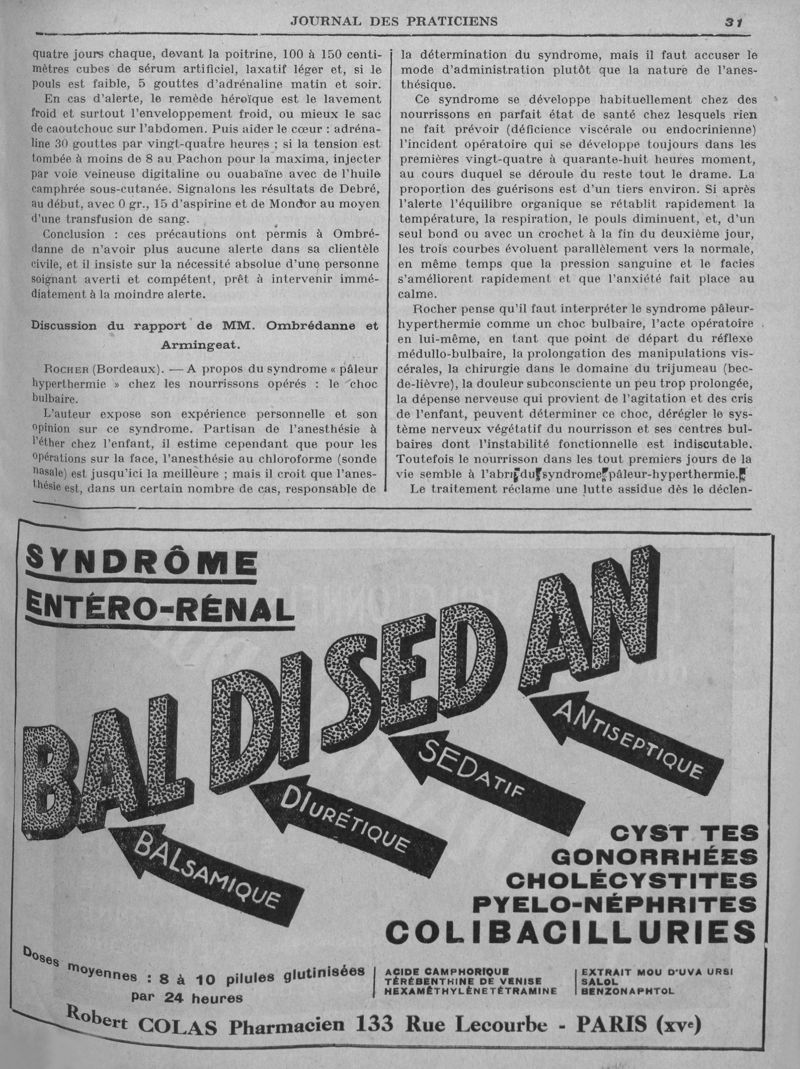 JOURNAL DES PRATICIENS 31
quatre jours chaque, devant la poitrine, 100 à 150 centi-
mètres cubes de sérum artificiel, laxatif léger et, si le
pouls est faible, 5 gouttes d'adrénaline matin et soir.
En cas d'alerte, le remède héroïque est le lavement
froid et surtout l'enveloppement froid, ou mieux le sac
de caoutchouc sur l'abdomen. Puis aider le cœur : adréna-
line 30 gouttes par vingt-quatre heures ; si la tension est
tombée à moins de 8 au Pachon pour la maxima, injecter
par voie veineuse digitaline ou ouabaïne avec de l'huile
camphrée sous-cutanée. Signalons les résultats de Debré,
au début, avec 0 gr., 15 d'aspirine et de Mondor au moyen
d'une transfusion de sang.
Conclusion : ces précautions ont permis à Ombré-
danne de n'avoir plus aucune alerte dans sa clientèle
civile, et il insiste sur la nécessité absolue d'une personne
soignant averti et compétent, prêt à intervenir immé-
diatement à la moindre alerte.
Discussion du rapport de MM. Ombrédanne et
Armingeat.
ROCHER (Bordeaux). — A propos du syndrome « pâleur
hyperthermie » chez les nourrissons opérés : le choc
bulbaire.
L'auteur expose son expérience personnelle et son
opinion sur ce syndrome. Partisan de l'anesthésie à
l'éther chez l'enfant, il estime cependant que pour les
opérations sur la face, l'anesthésie au chloroforme (sonde
nasale) est jusqu'ici la meilleure ; mais il croit que l'anes-
thésie est, dans un certain nombre de cas, responsable de
la détermination du syndrome, mais il faut accuser le
mode d'administration plutôt que la nature de l'anes-
thésique.
Ce syndrome se développe habituellement chez des
nourrissons en parfait état de santé chez lesquels rien
ne fait prévoir (déficience viscérale ou endocrinienne)
l'incident opératoire qui se développe toujours dans les
premières vingt-quatre à quarante-huit heures moment,
au cours duquel se déroule du reste tout le drame. La
proportion des guérisons est d'un tiers environ. Si après
l'alerte l'équilibre organique se rétablit rapidement la
température, la respiration, le pouls diminuent, et, d'un
seul bond ou avec un crochet à la fin du deuxième jour,
les trois courbes évoluent parallèlement vers la normale,
en même temps que la pression sanguine et le facies
s'améliorent rapidement et que l'anxiété fait place au
calme.
Rocher pense qu'il faut interpréter le syndrome pâleur-
hyperthermie comme un choc bulbaire, l'acte opératoire
en lui-même, en tant que point de départ du réflexe
médullo-bulbaire, la prolongation des manipulations vis-
cérales, la chirurgie dans le domaine du trijumeau (bec-
de-lièvre), la douleur subconsciente un peu trop prolongée,
la dépense nerveuse qui provient de l'agitation et des cris
de l'enfant, peuvent déterminer ce choc, dérégler le sys-
tème nerveux végétatif du nourrisson et ses centres bul-
baires dont l'instabilité fonctionnelle est indiscutable.
Toutefois le nourrisson dans les tout premiers jours de la
vie semble à l'abri du syndrome pâleur-hyperthermie.
Le traitement réclame une lutte assidue dès le déclen-
SYNDRÔME
ENTÉRO-RÉNAL
BALDISEDAN
BALSAMIQUE
DIURÉTIQUE
SEDATIF
ANTISEPTIQUE
CYST TES
GONORRHÉES
CHOLÉCYSTITES
PYELO-NÉPHRITES
COLIBACILLURIES
Doses moyennes : 8 à 10 pilules glutinisées
par 24 heures
ACIDE CAMPHORIQUE
TÉRÉBENTHINE DE VENISE
HEXAMÉTHYLÈNETÉTRAMINE
EXTRAIT MOU D'UVA URSI
SALOL
BENZONAPHTOL
Robert COLAS Pharmacien 133 Rue Lecourbe - PARIS (XVe)